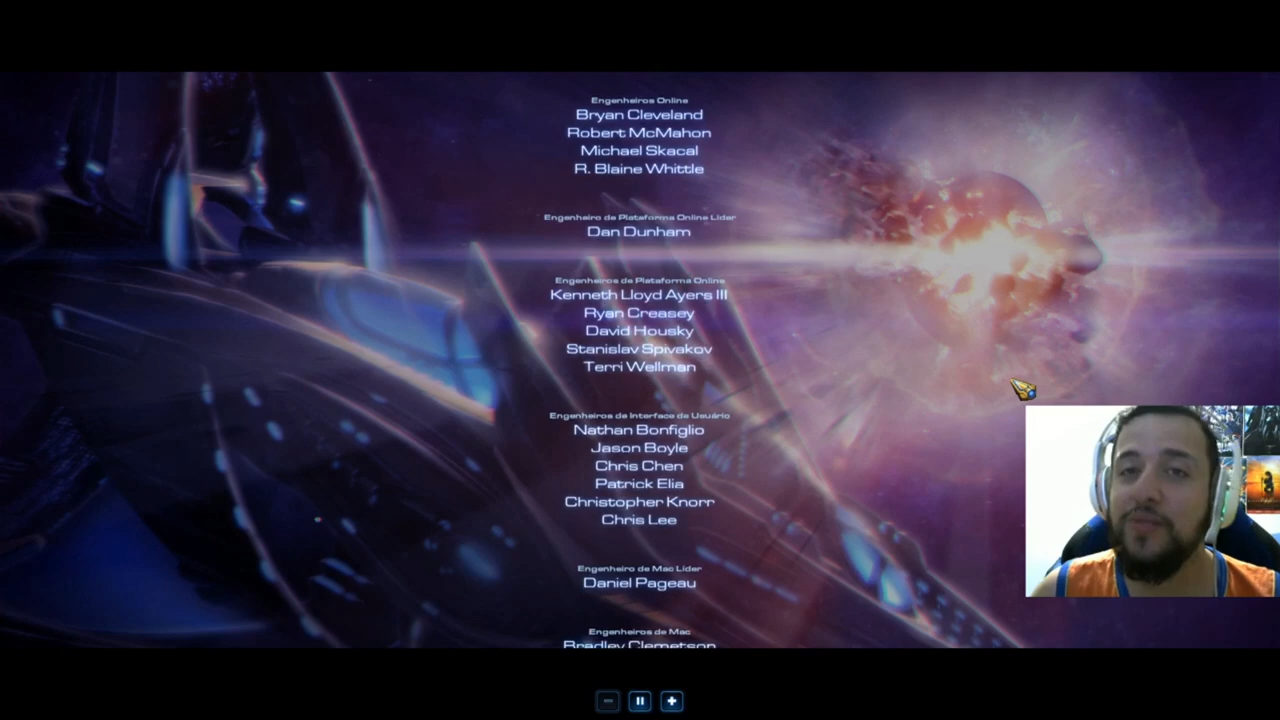 Engenheiros Online
Bryan Cleveland
Robert McMahon
Michael Skacal
R. Blaine Whittle
Engenheiro de Plataforma Online Líder
Dan Dunham
Engenheiros de Plataforma Online
Kenneth Lloyd Ayers III
Ryan Creasey
David Housky
Stanislav Spivakov
Terri Wellman
Engenheiros de Interface de Usuário
Nathan Bonfiglio
Jason Boyle
Chris Chen
Patrick Elia
Christopher Knorr
Chris Lee
Engenheiro de Mac Líder
Daniel Pageau
Engenheiros de Mac
Bradley Clemetson